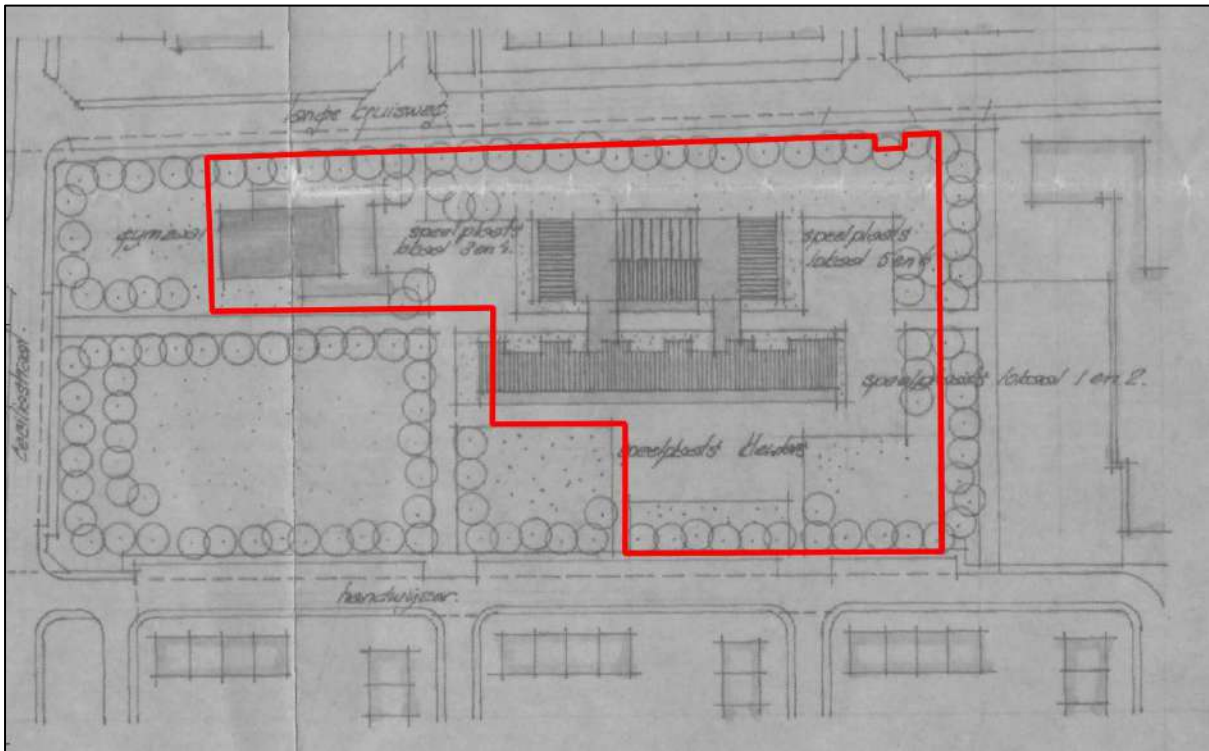 lange kruisweg
gymzaal
speelplaats
lokaal 3 en 4.
speelplaats
lokaal 5 en 6
speelplaats lokaal 1 en 2.
speelplaats kleuters
handwijzer.